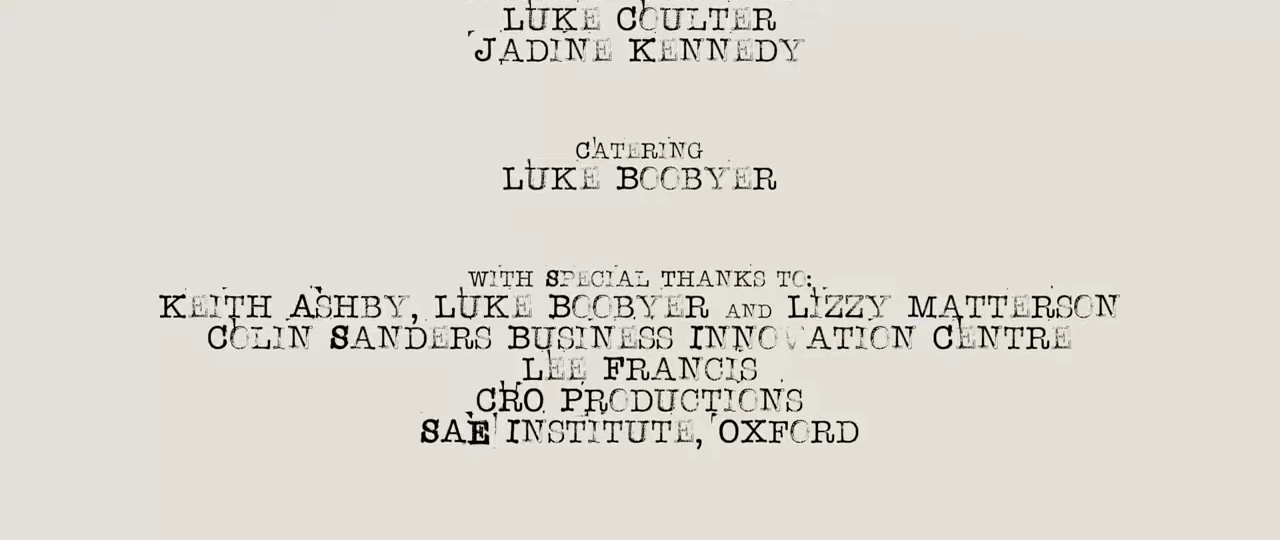 LUKE COULTER
JADINE KENNEDY
CATERING
LUKE BOOBYER
WITH SPECIAL THANKS TO:
KEITH ASHBY, LUKE BOOBYER AND LIZZY MATTERSON
COLIN SANDERS BUSINESS INNOVATION CENTRE
LEE FRANCIS
CRO PRODUCTIONS
SAE INSTITUTE, OXFORD